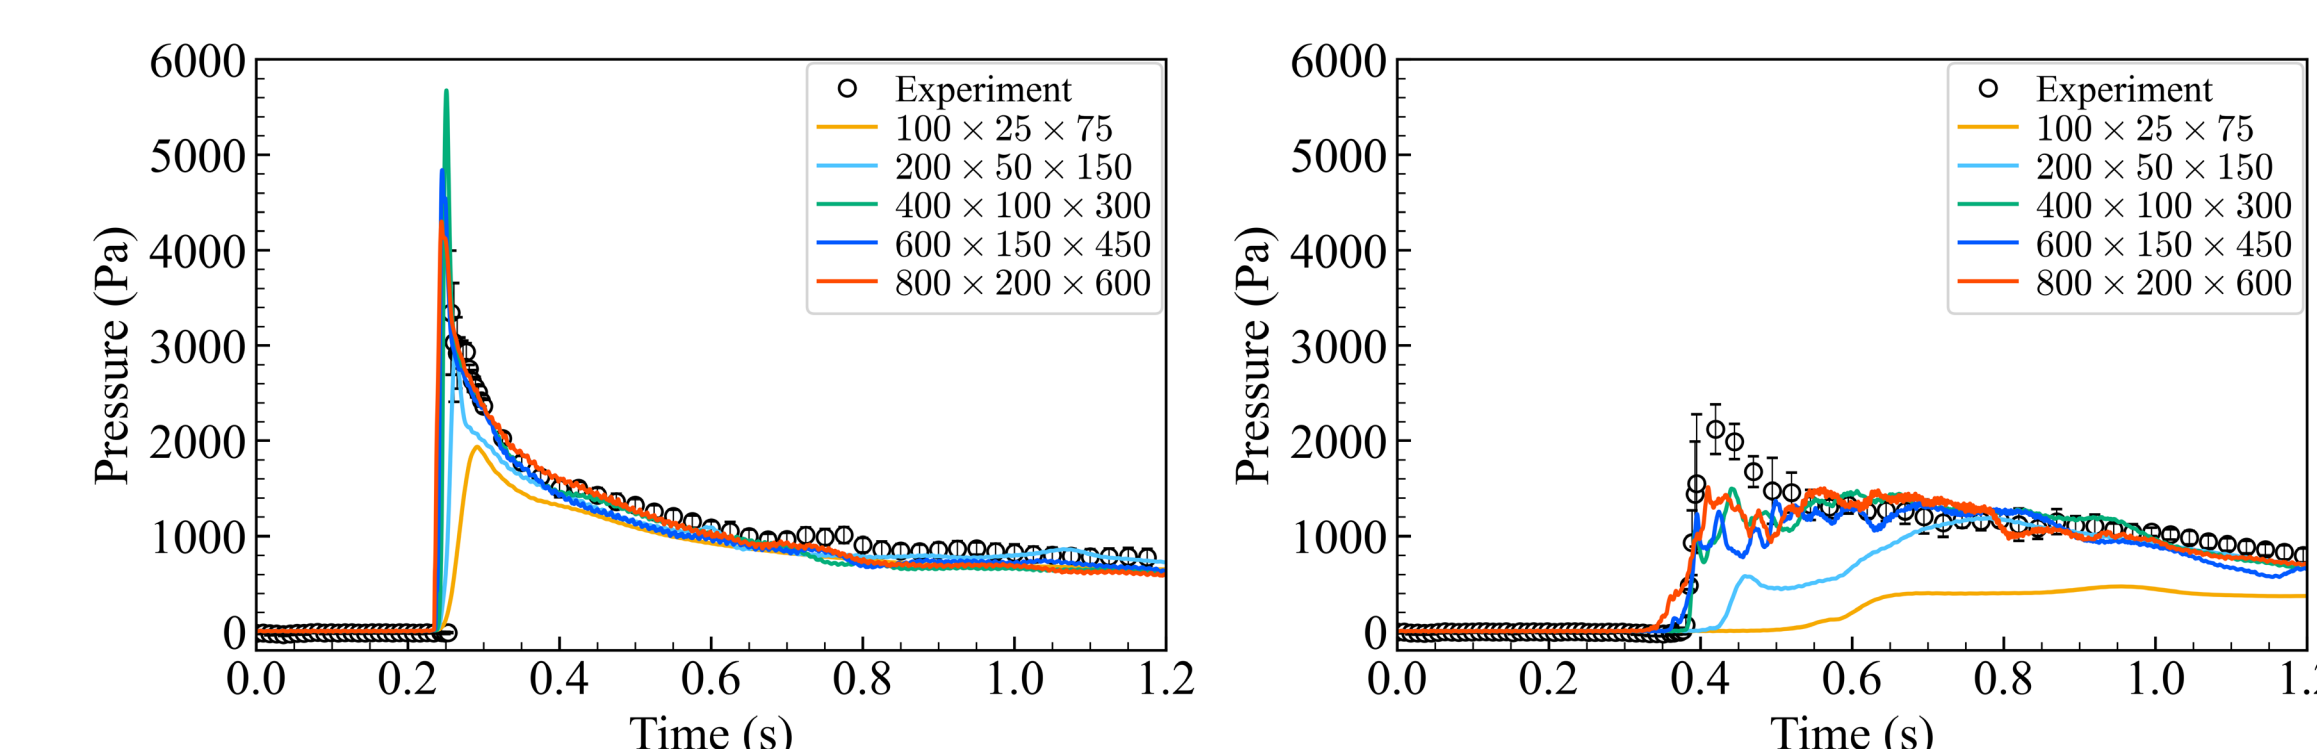 6000
5000
4000
3000
2000
1000
0
Pressure (Pa)
0.0 0.2 0.4 0.6 0.8 1.0 1.2
Time (s)
Experiment
100 × 25 × 75
200 × 50 × 150
400 × 100 × 300
600 × 150 × 450
800 × 200 × 600
6000
5000
4000
3000
2000
1000
0
Pressure (Pa)
0.0 0.2 0.4 0.6 0.8 1.0 1.
Time (s)
Experiment
100 × 25 × 75
200 × 50 × 150
400 × 100 × 300
600 × 150 × 450
800 × 200 × 600